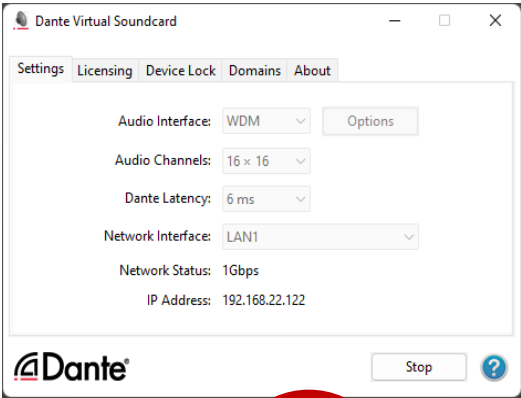 Dante Virtual Soundcard
Settings Licensing Device Lock Domains About
Audio Interface: WDM Options
Audio Channels: 16 × 16
Dante Latency: 6 ms
Network Interface: LAN1
Network Status: 1Gbps
IP Address: 192.168.22.122
Dante® Stop ?